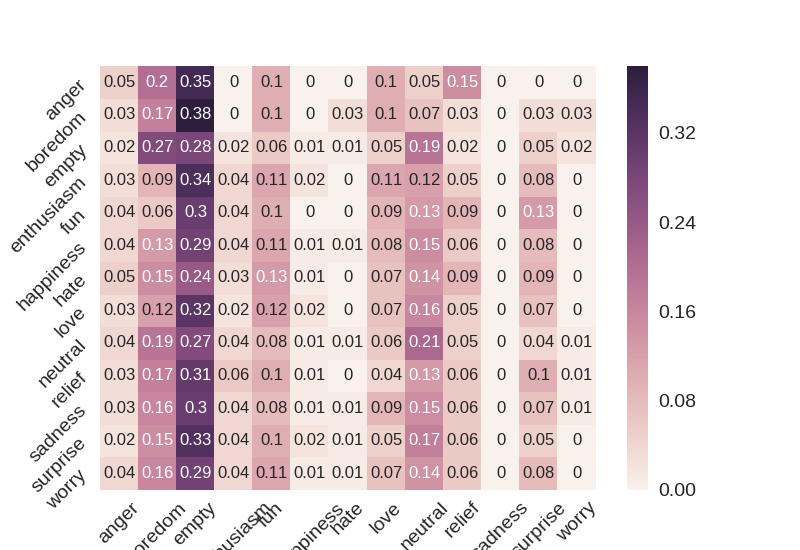 anger 0.05 0.2 0.35 0 0.1 0 0 0.1 0.05 0.15 0 0 0
boredom 0.03 0.17 0.38 0 0.1 0 0.03 0.1 0.07 0.03 0 0.03 0.03
empty 0.02 0.27 0.28 0.02 0.06 0.01 0.01 0.05 0.19 0.02 0 0.05 0.02
enthusiasm 0.03 0.09 0.34 0.04 0.11 0.02 0 0.11 0.12 0.05 0 0.08 0
fun 0.04 0.06 0.3 0.04 0.1 0 0 0.09 0.13 0.09 0 0.13 0
happiness 0.04 0.13 0.29 0.04 0.11 0.01 0.01 0.08 0.15 0.06 0 0.08 0
hate 0.05 0.15 0.24 0.03 0.13 0.01 0 0.07 0.14 0.09 0 0.09 0
love 0.03 0.12 0.32 0.02 0.12 0.02 0 0.07 0.16 0.05 0 0.07 0
neutral 0.04 0.19 0.27 0.04 0.08 0.01 0.01 0.06 0.21 0.05 0 0.04 0.01
relief 0.03 0.17 0.31 0.06 0.1 0.01 0 0.04 0.13 0.06 0 0.1 0.01
sadness 0.03 0.16 0.3 0.04 0.08 0.01 0.01 0.09 0.15 0.06 0 0.07 0.01
surprise 0.02 0.15 0.33 0.04 0.1 0.02 0.01 0.05 0.17 0.06 0 0.05 0
worry 0.04 0.16 0.29 0.04 0.11 0.01 0.01 0.07 0.14 0.06 0 0.08 0
anger oredom empty husiasm fun ppiness hate love neutral relief sadness surprise worry
0.32
0.24
0.16
0.08
0.00